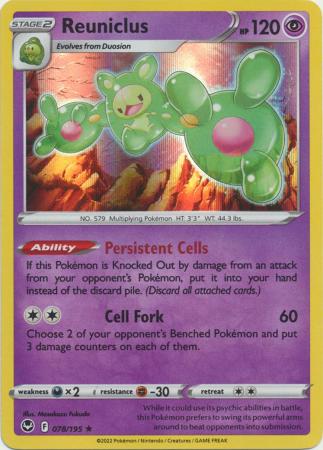 STAGE 2 Reuniclus HP 120
Evolves from Duosion
NO. 579 Multiplying Pokémon HT: 3'3" WT: 44.3 lbs.
Ability Persistent Cells
If this Pokémon is Knocked Out by damage from an attack
from your opponent's Pokémon, put it into your hand
instead of the discard pile. (Discard all attached cards.)
Cell Fork 60
Choose 2 of your opponent's Benched Pokémon and put
3 damage counters on each of them.
weakness ×2 resistance -30 retreat
Illus. Masakazu Fukuda
F 078/195 ★
While it could use its psychic abilities in battle,
this Pokémon prefers to swing its powerful arms
around to beat opponents into submission.
©2022 Pokémon / Nintendo / Creatures / GAME FREAK